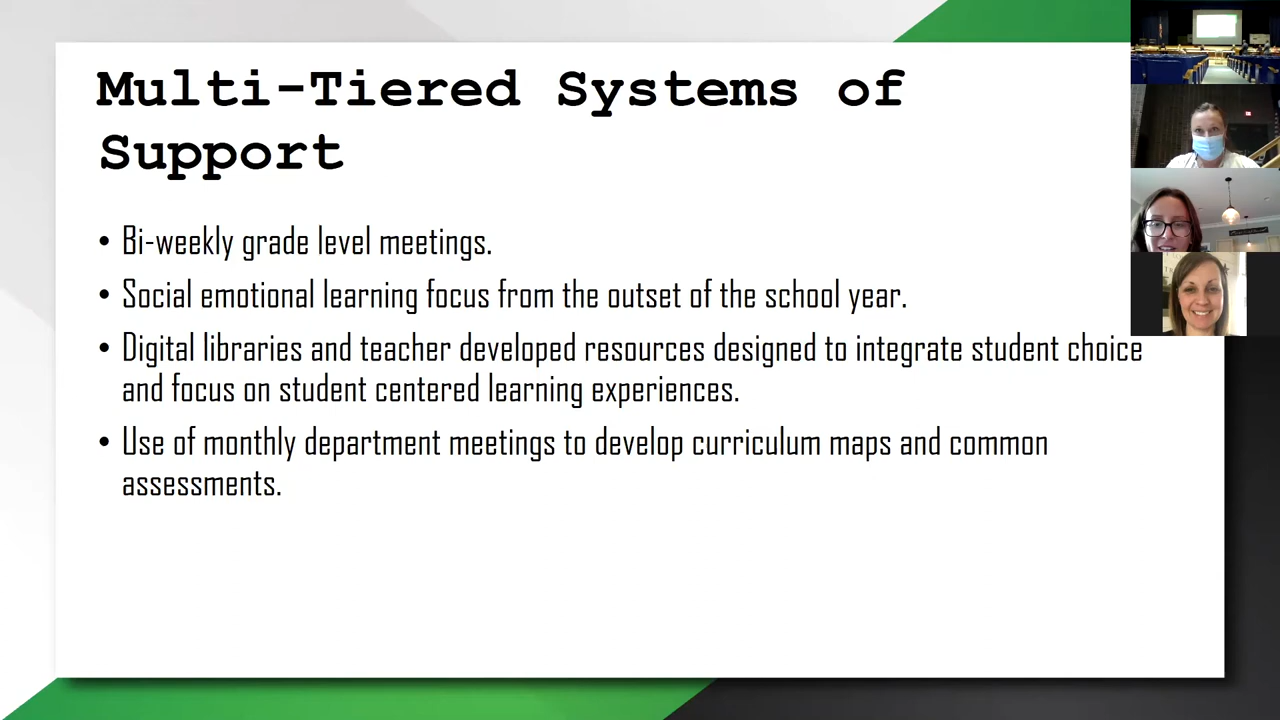 Multi-Tiered Systems of
Support
• Bi-weekly grade level meetings.
• Social emotional learning focus from the outset of the school year.
• Digital libraries and teacher developed resources designed to integrate student choice
and focus on student centered learning experiences.
• Use of monthly department meetings to develop curriculum maps and common
assessments.